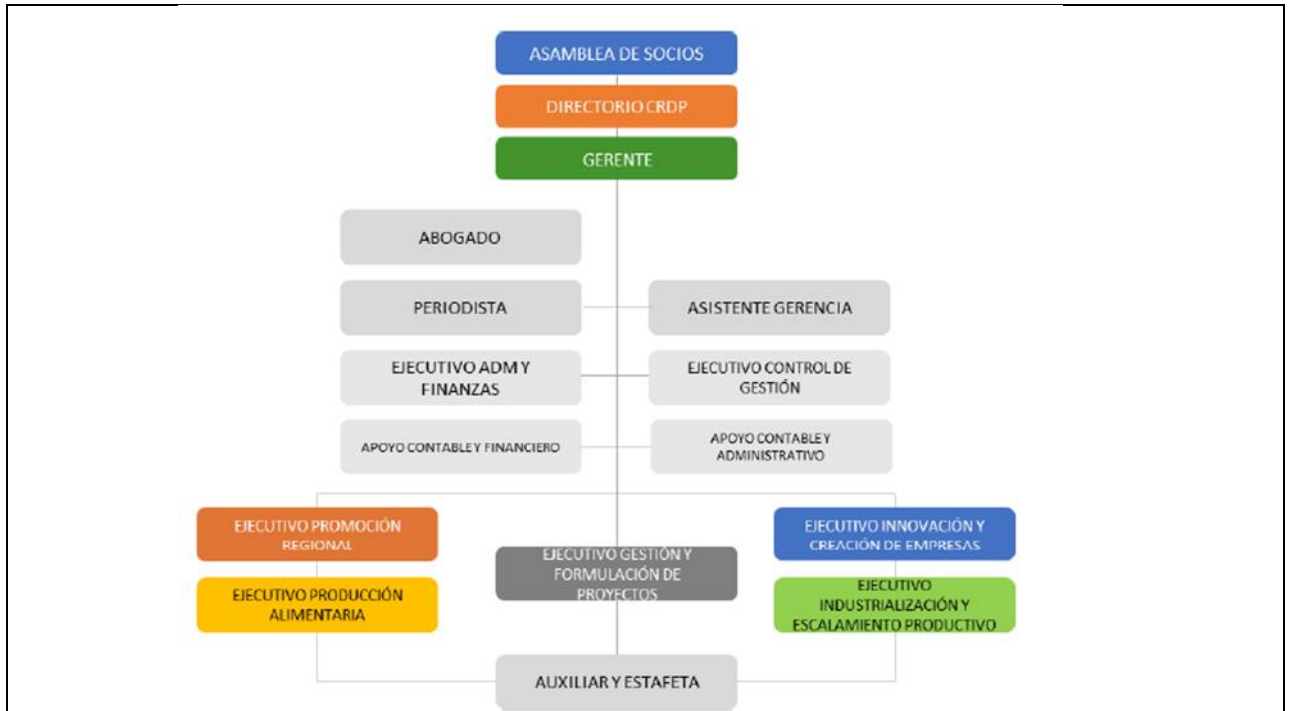 ASAMBLEA DE SOCIOS
DIRECTORIO CRDP
GERENTE
ABOGADO
PERIODISTA
ASISTENTE GERENCIA
EJECUTIVO ADM Y
FINANZAS
EJECUTIVO CONTROL DE
GESTIÓN
APOYO CONTABLE Y FINANCIERO
APOYO CONTABLE Y
ADMINISTRATIVO
EJECUTIVO PROMOCIÓN
REGIONAL
EJECUTIVO GESTIÓN Y
FORMULACIÓN DE
PROYECTOS
EJECUTIVO INNOVACIÓN Y
CREACIÓN DE EMPRESAS
EJECUTIVO PRODUCCIÓN
ALIMENTARIA
EJECUTIVO
INDUSTRIALIZACIÓN Y
ESCALAMIENTO PRODUCTIVO
AUXILIAR Y ESTAFETA